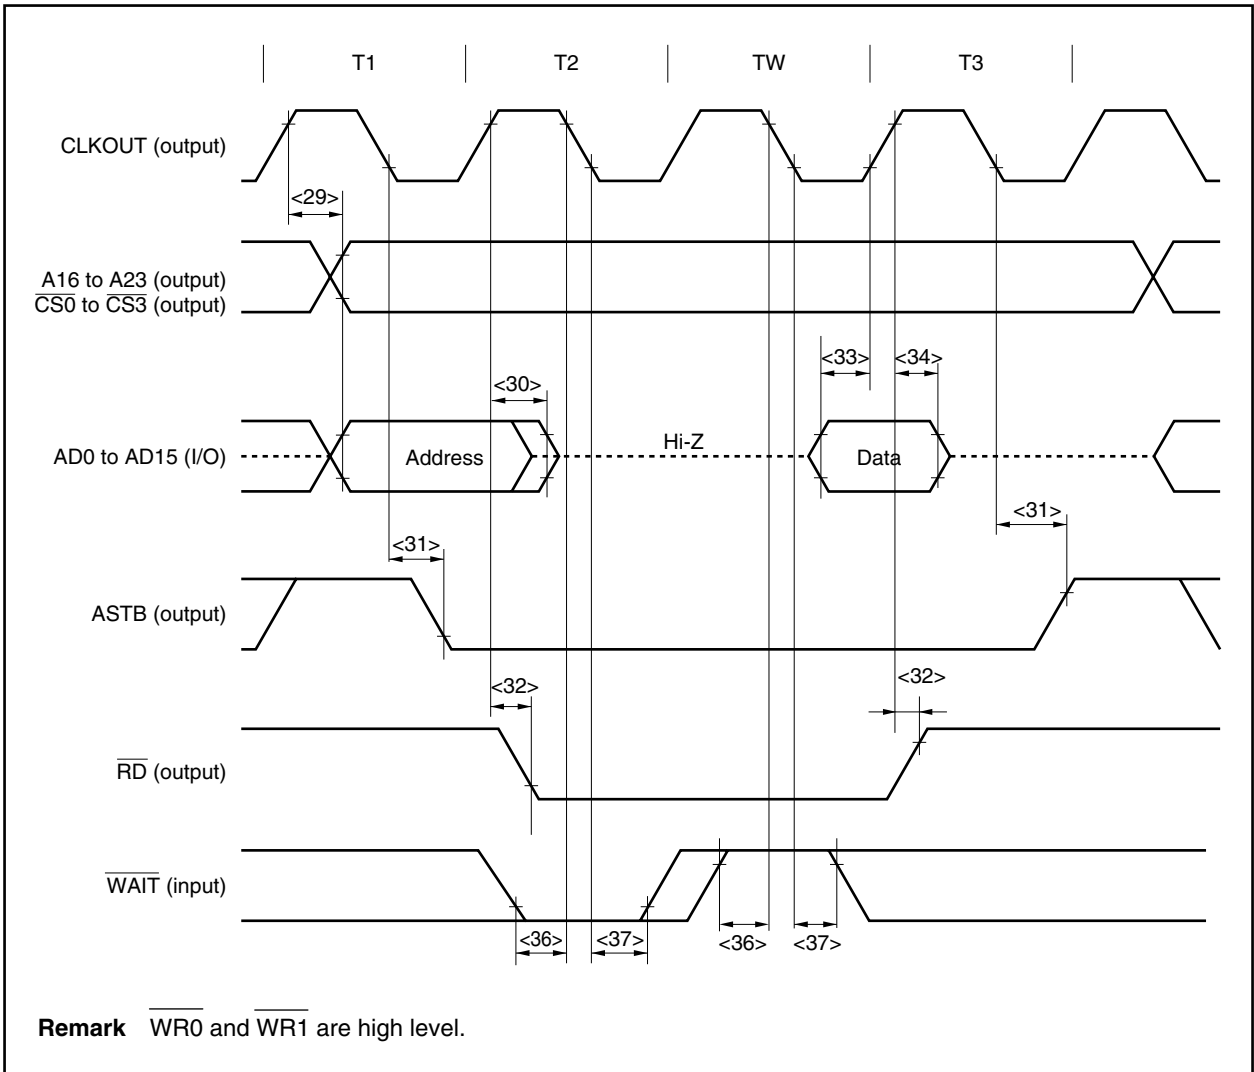 T1 T2 TW T3
CLKOUT (output)
<29>
A16 to A23 (output)
CS0 to CS3 (output)
<33> <34>
<30>
Hi-Z
AD0 to AD15 (I/O) Address Data
<31>
<31>
ASTB (output)
<32>
<32>
RD (output)
WAIT (input)
<36> <37> <36> <37>
Remark WR0 and WR1 are high level.